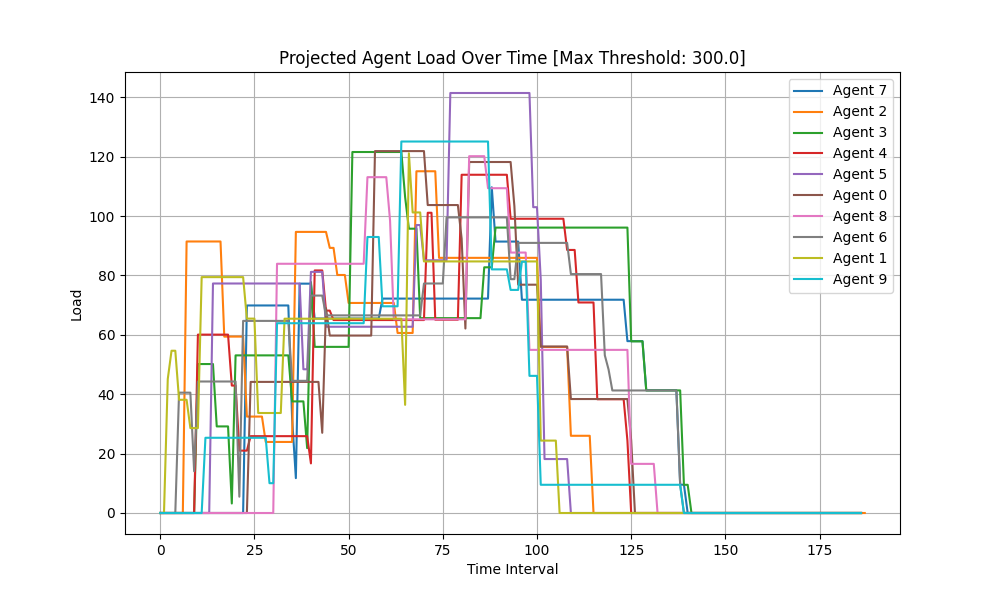 Projected Agent Load Over Time [Max Threshold: 300.0]
Load
140
120
100
80
60
40
20
0
0 25 50 75 100 125 150 175
Time Interval
Agent 7
Agent 2
Agent 3
Agent 4
Agent 5
Agent 0
Agent 8
Agent 6
Agent 1
Agent 9